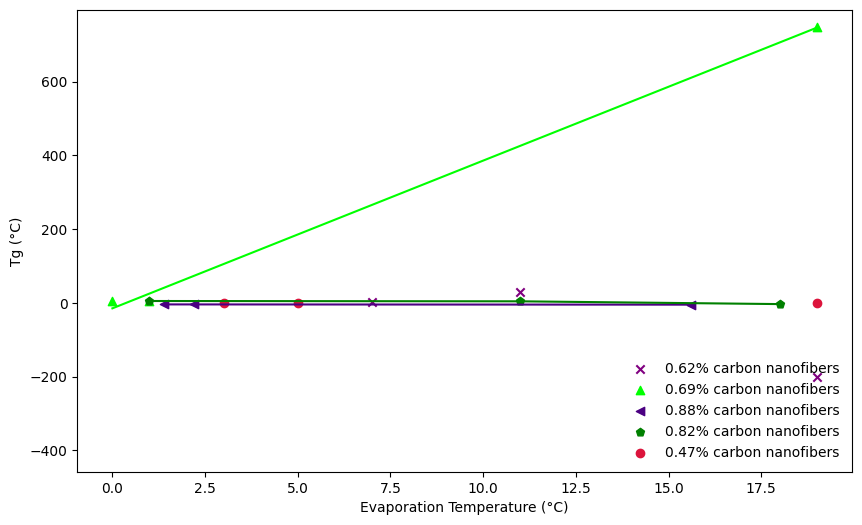 600
400
200
0
−200
−400
Tg (°C)
0.62% carbon nanofibers
0.69% carbon nanofibers
0.88% carbon nanofibers
0.82% carbon nanofibers
0.47% carbon nanofibers
0.0 2.5 5.0 7.5 10.0 12.5 15.0 17.5
Evaporation Temperature (°C)